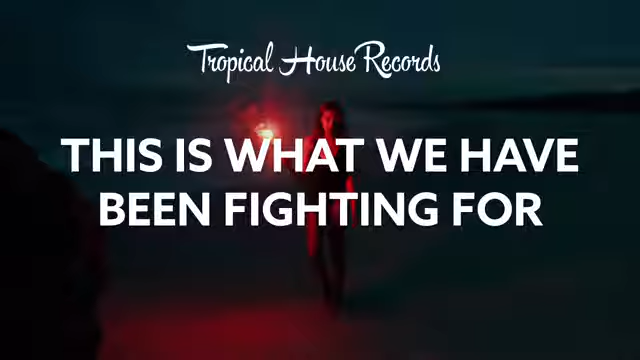 Tropical House Records
THIS IS WHAT WE HAVE
BEEN FIGHTING FOR